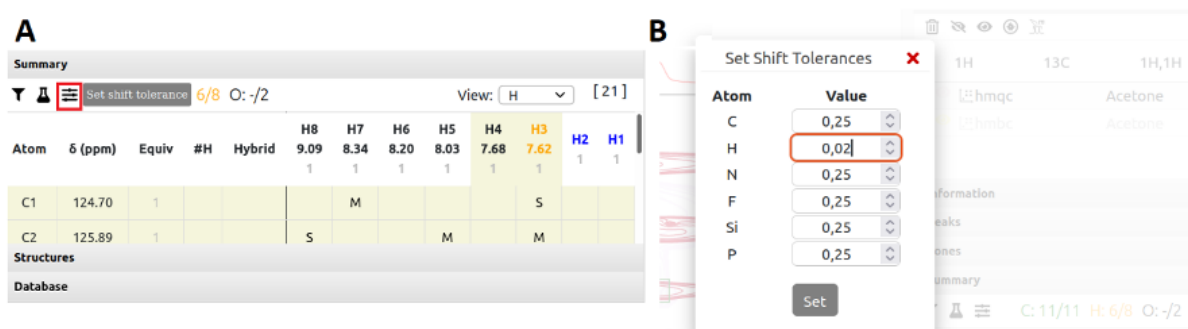 A
Summary
Set shift tolerance 6/8 O: -/2 View: H [21]
Atom δ (ppm) Equiv #H Hybrid H8 H7 H6 H5 H4 H3 H2 H1
9.09 8.34 8.20 8.03 7.68 7.62
1 1 1 1 1 1 1 1
C1 124.70 1 M S
C2 125.89 1 S M M
Structures
Database
B
Set Shift Tolerances
Atom Value
C 0,25
H 0,02
N 0,25
F 0,25
Si 0,25
P 0,25
Set
1H 13C 1H,1H
hmqc Acetone
hmbc Acetone
C: 11/11 H: 6/8 O: -/2